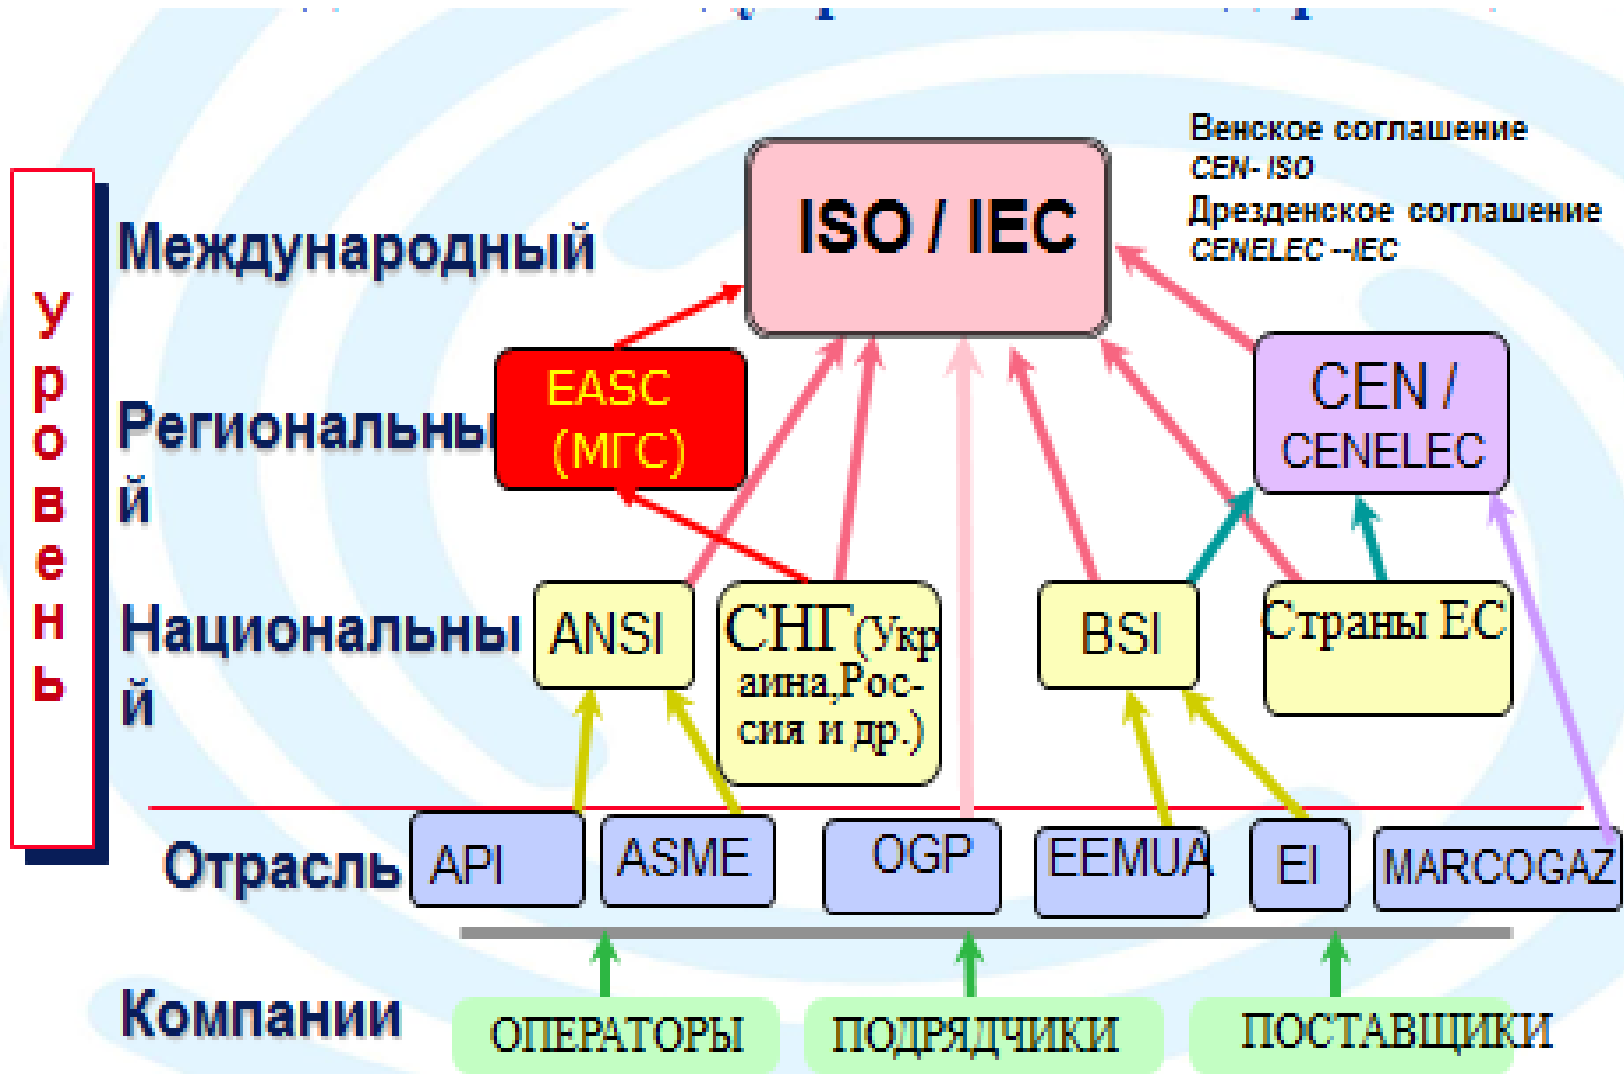 Венское соглашение
CEN- ISO
Дрезденское соглашение
CENELEC --IEC
ISO / IEC
Уровень
Международный
EASC
(МГС)
CEN /
CENELEC
Региональны
й
ANSI
СНГ(Укр
аина,Рос-
сия и др.)
BSI
Страны ЕС
Национальны
й
Отрасль
API
ASME
OGP
EEMUA
EI
MARCOGAZ
Компании
ОПЕРАТОРЫ
ПОДРЯДЧИКИ
ПОСТАВЩИКИ